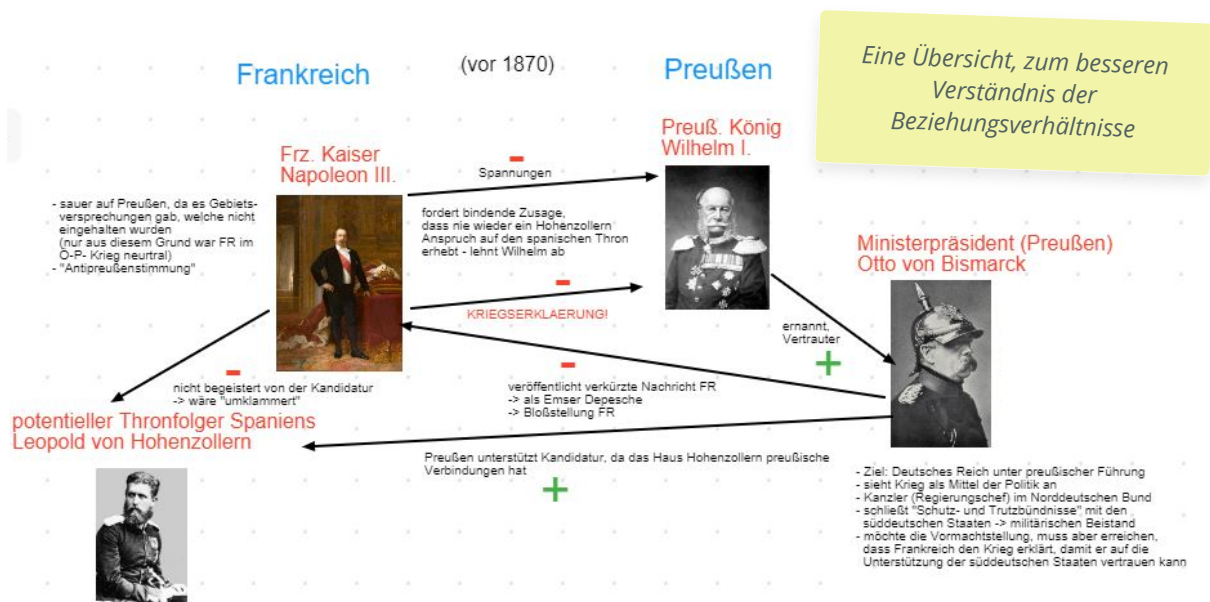 Frankreich
(vor 1870)
Preußen
Eine Übersicht, zum besseren
Verständnis der
Beziehungsverhältnisse
Frz. Kaiser
Napoleon III.
Preuß. König
Wilhelm I.
-
Spannungen
- sauer auf Preußen, da es Gebiets-
versprechungen gab, welche nicht
eingehalten wurden
(nur aus diesem Grund war FR im
Ö-P- Krieg neurtral)
- "Antipreußenstimmung"
fordert bindende Zusage,
dass nie wieder ein Hohenzollern
Anspruch auf den spanischen Thron
erhebt - lehnt Wilhelm ab
Ministerpräsident (Preußen)
Otto von Bismarck
-
KRIEGSERKLAERUNG!
ernannt,
Vertrauter
+
-
nicht begeistert von der Kandidatur
-> wäre "umklammert"
-
veröffentlicht verkürzte Nachricht FR
-> als Emser Depesche
-> Bloßstellung FR
potentieller Thronfolger Spaniens
Leopold von Hohenzollern
Preußen unterstützt Kandidatur, da das Haus Hohenzollern preußische
Verbindungen hat
+
- Ziel: Deutsches Reich unter preußischer Führung
- sieht Krieg als Mittel der Politik an
- Kanzler (Regierungschef) im Norddeutschen Bund
- schließt "Schutz- und Trutzbündnisse" mit den
süddeutschen Staaten -> militärischen Beistand
- möchte die Vormachtstellung, muss aber erreichen,
dass Frankreich den Krieg erklärt, damit er auf die
Unterstützung der süddeutschen Staaten vertrauen kann